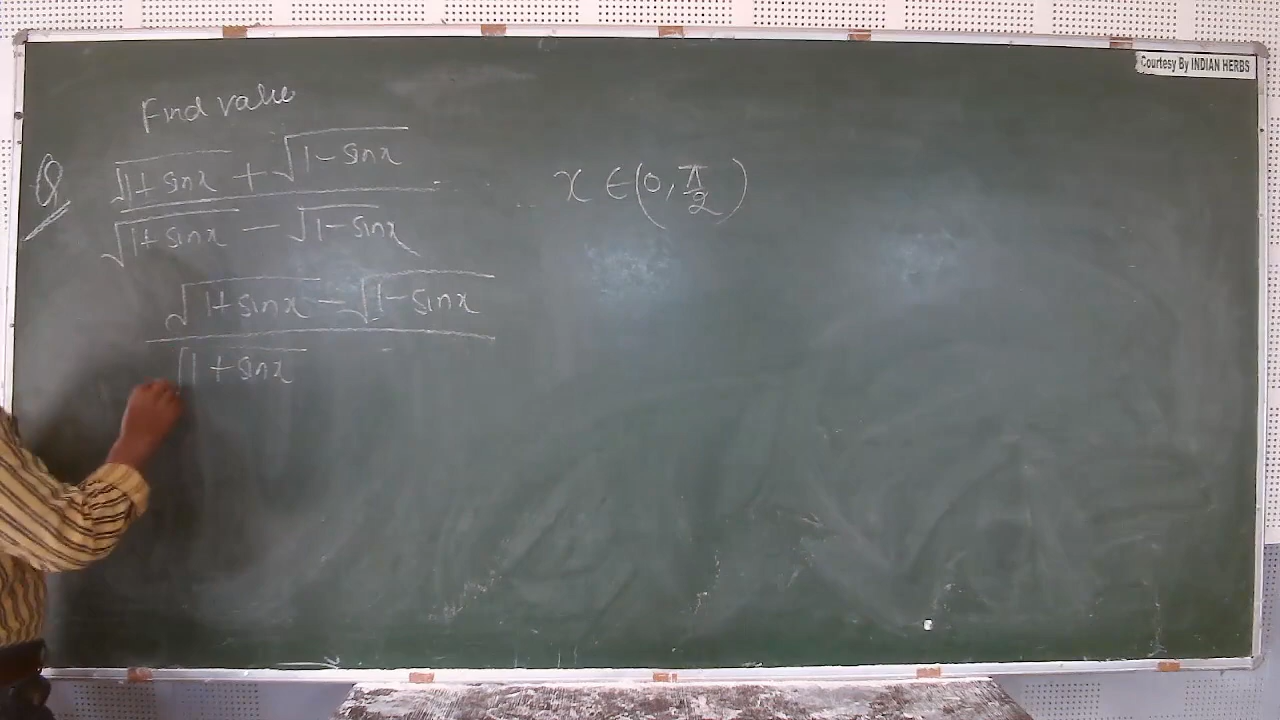 Courtesy By INDIAN HERBS
Find value
Q
√1+sinx + √1-sinx
√1+sinx - √1-sinx
x ∈ (0, π/2)
√1+sinx - √1-sinx
√1+sinx